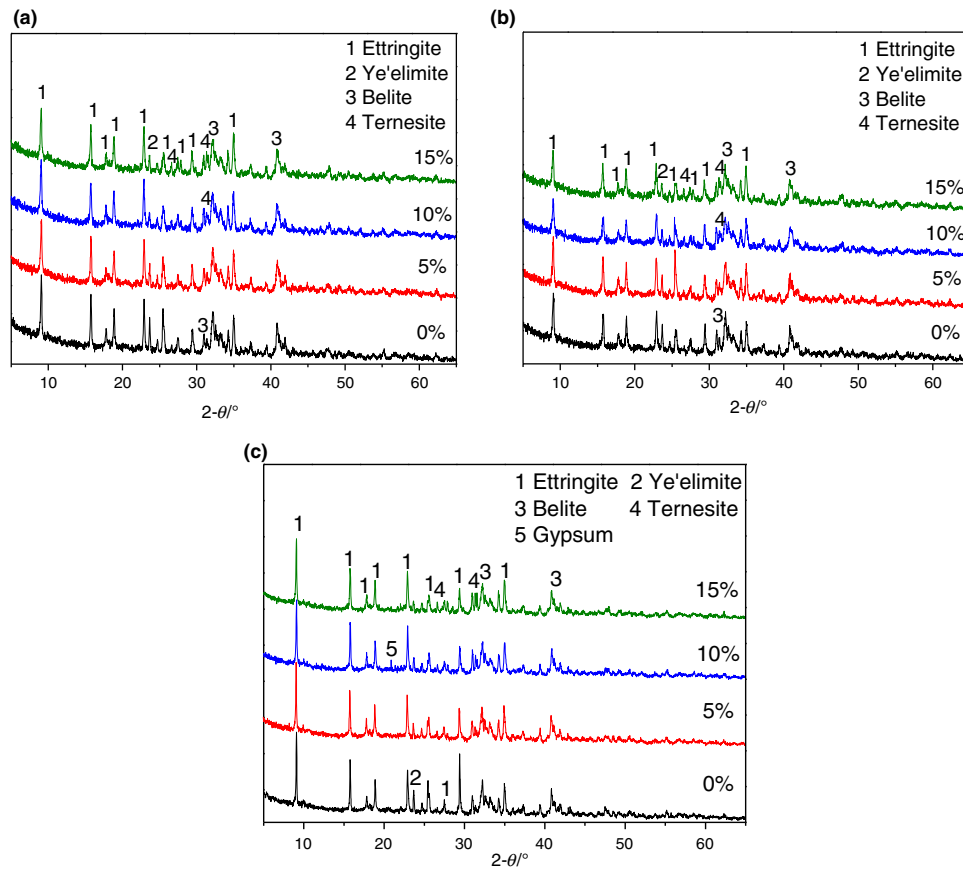 (a)
1 Ettringite
2 Ye'elimite
3 Belite
4 Ternesite
1 1 1 1 1 2 1 4 1 1 4 3 1 3
15%
4
10%
5%
3
0%
10 20 30 40 50 60
2-θ/°
(b)
1 Ettringite
2 Ye'elimite
3 Belite
4 Ternesite
1 1 1 1 1 2 1 4 1 1 4 3 1 3
15%
4
10%
5%
3
0%
10 20 30 40 50 60
2-θ/°
(c)
1 Ettringite 2 Ye'elimite
3 Belite 4 Ternesite
5 Gypsum
1 1 1 1 1 1 4 1 4 3 1 3
15%
5
10%
5%
2 1
0%
10 20 30 40 50 60
2-θ/°